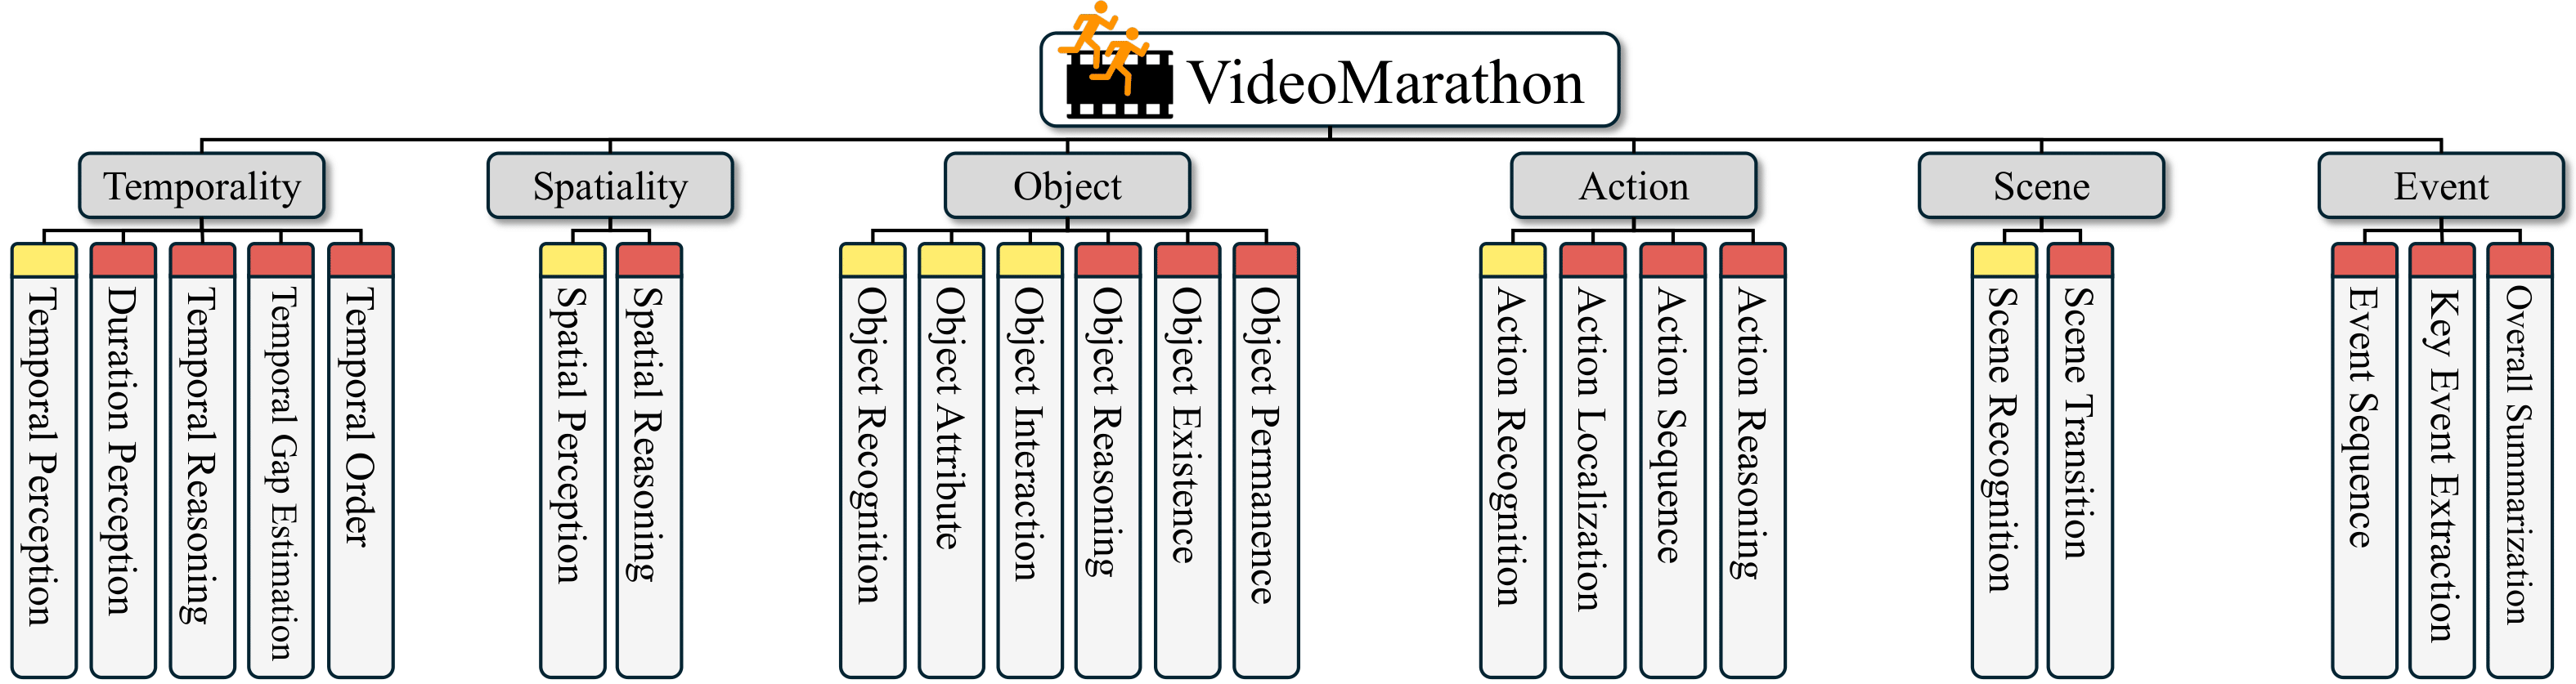 VideoMarathon
Temporality
Spatiality
Object
Action
Scene
Event
Temporal Perception
Duration Perception
Temporal Reasoning
Temporal Gap Estimation
Temporal Order
Spatial Perception
Spatial Reasoning
Object Recognition
Object Attribute
Object Interaction
Object Reasoning
Object Existence
Object Permanence
Action Recognition
Action Localization
Action Sequence
Action Reasoning
Scene Recognition
Scene Transition
Event Sequence
Key Event Extraction
Overall Summarization